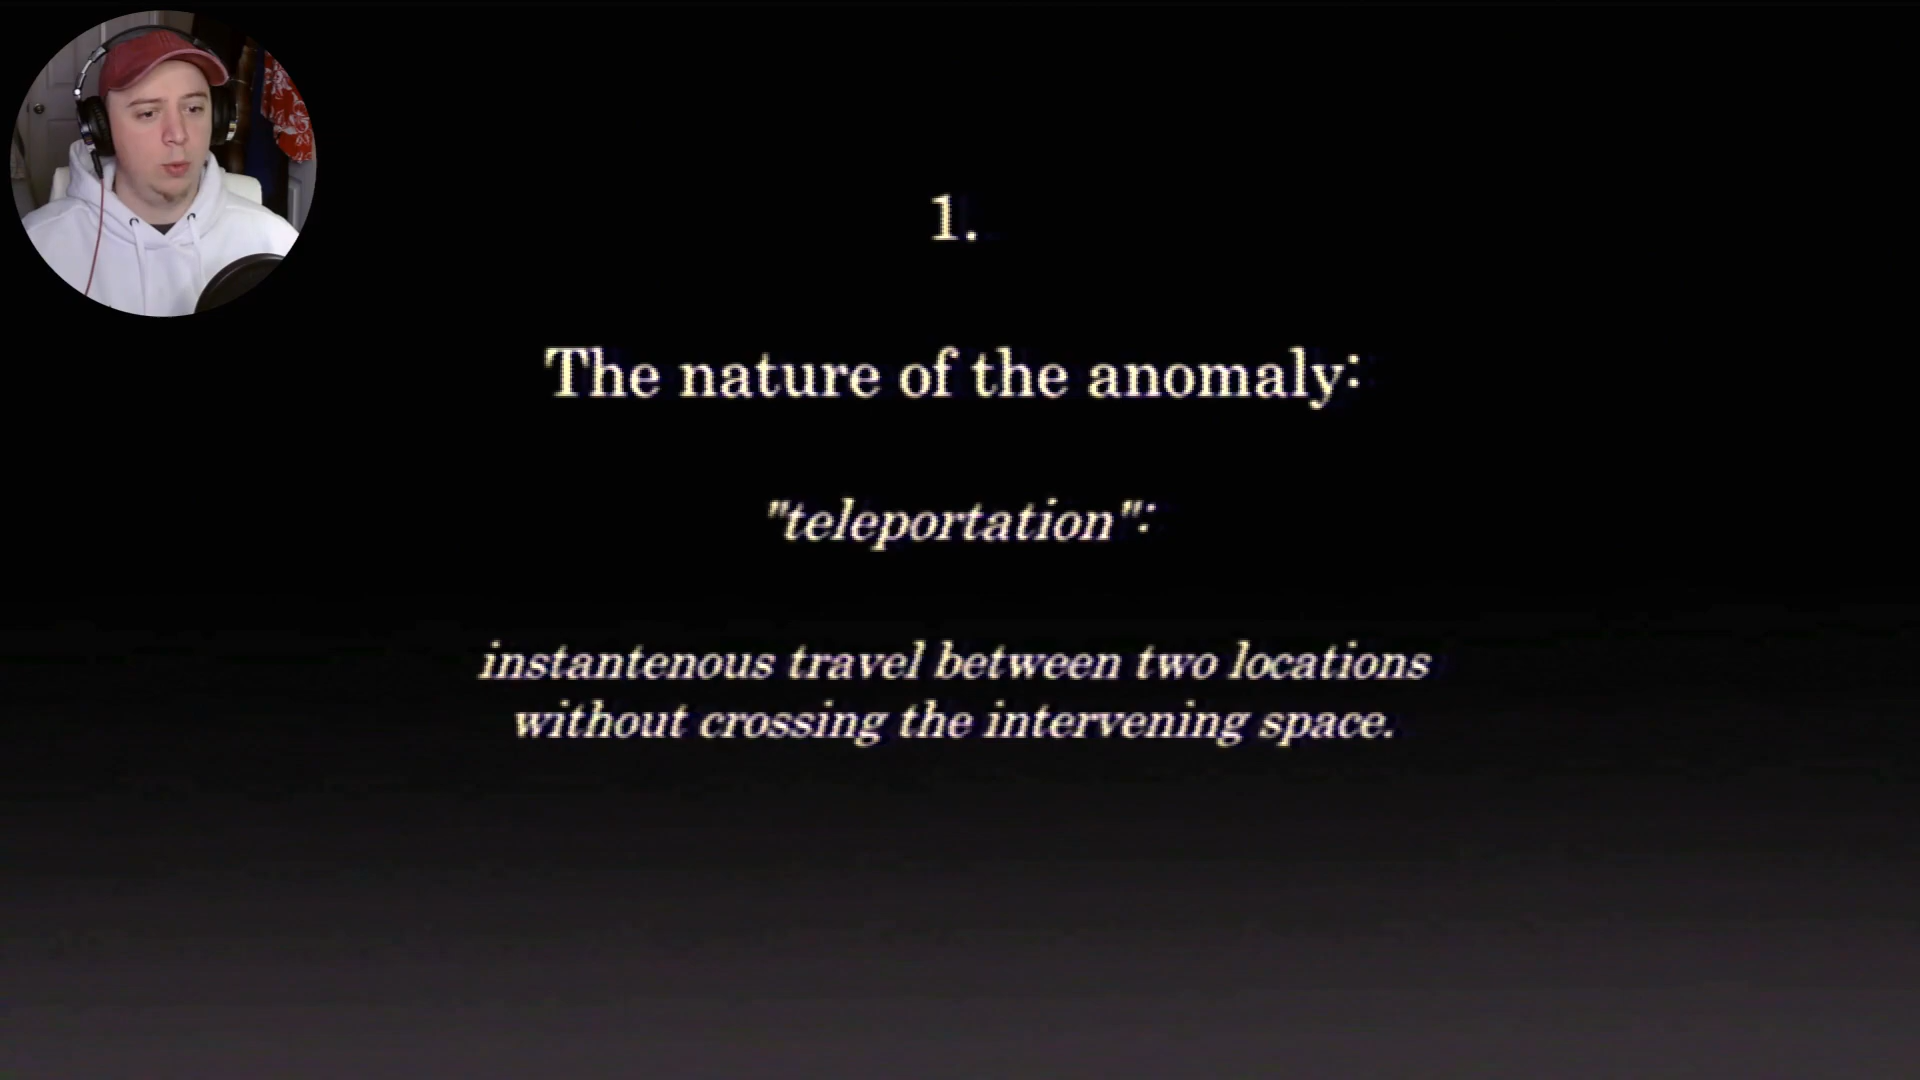 1.
The nature of the anomaly:
"teleportation":
instantenous travel between two locations
without crossing the intervening space.